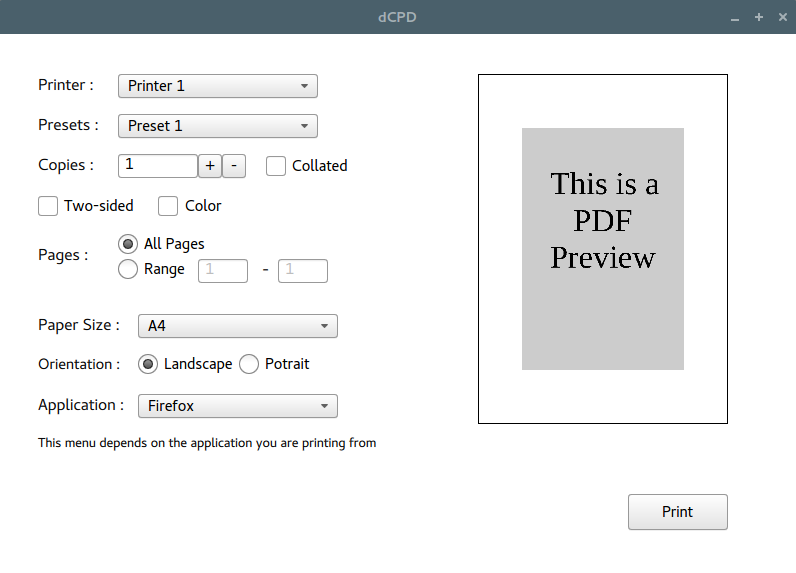 dCPD
Printer : Printer 1
Presets : Preset 1
Copies : 1 + - Collated
Two-sided Color
Pages : All Pages
Range 1 - 1
Paper Size : A4
Orientation : Landscape Potrait
Application : Firefox
This menu depends on the application you are printing from
This is a
PDF
Preview
Print